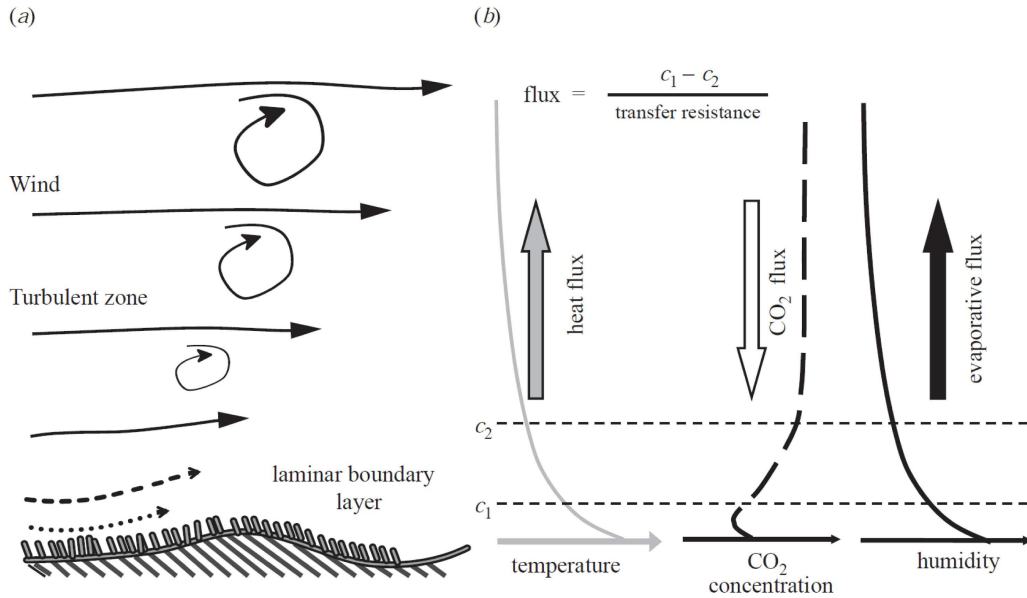 (a)
Wind
Turbulent zone
laminar boundary
layer
(b)
flux = c₁ − c₂
transfer resistance
heat flux
CO₂ flux
evaporative flux
c₂
c₁
temperature
CO₂
concentration
humidity